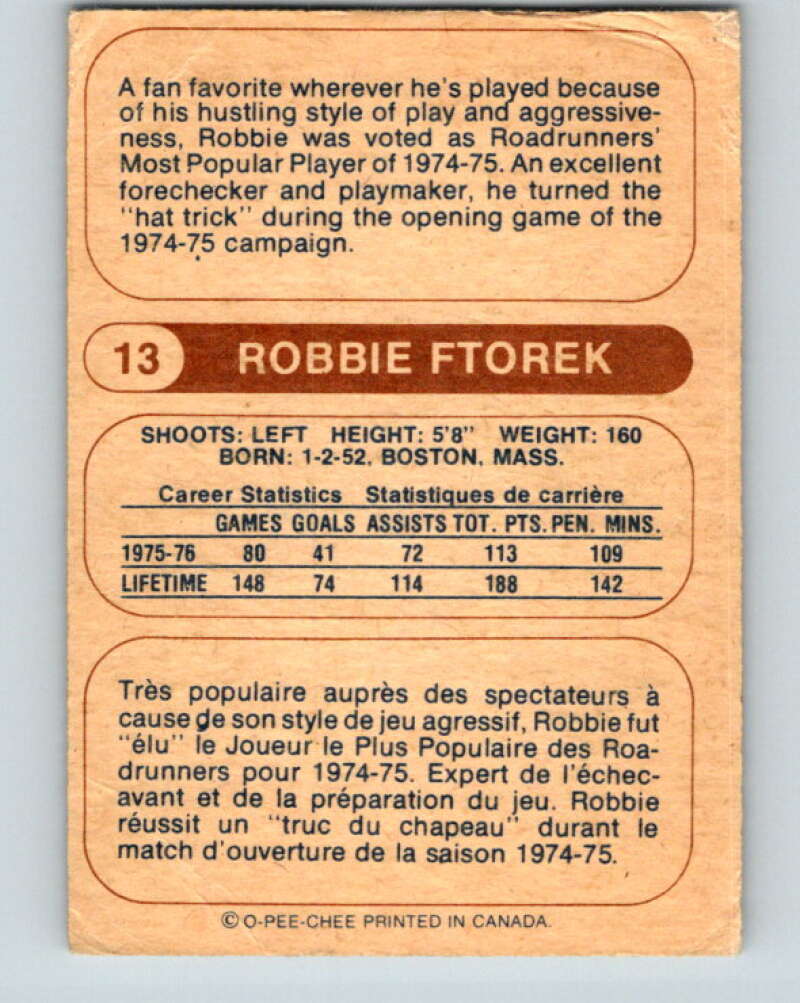 A fan favorite wherever he's played because
of his hustling style of play and aggressive-
ness, Robbie was voted as Roadrunners'
Most Popular Player of 1974-75. An excellent
forechecker and playmaker, he turned the
"hat trick" during the opening game of the
1974-75 campaign.
13 ROBBIE FTOREK
SHOOTS: LEFT HEIGHT: 5'8" WEIGHT: 160
BORN: 1-2-52, BOSTON, MASS.
Career Statistics Statistiques de carrière
GAMES GOALS ASSISTS TOT. PTS. PEN. MINS.
1975-76 80 41 72 113 109
LIFETIME 148 74 114 188 142
Très populaire auprès des spectateurs à
cause de son style de jeu agressif, Robbie fut
"élu" le Joueur le Plus Populaire des Roa-
drunners pour 1974-75. Expert de l'échec-
avant et de la préparation du jeu. Robbie
réussit un "truc du chapeau" durant le
match d'ouverture de la saison 1974-75.
© O-PEE-CHEE PRINTED IN CANADA.